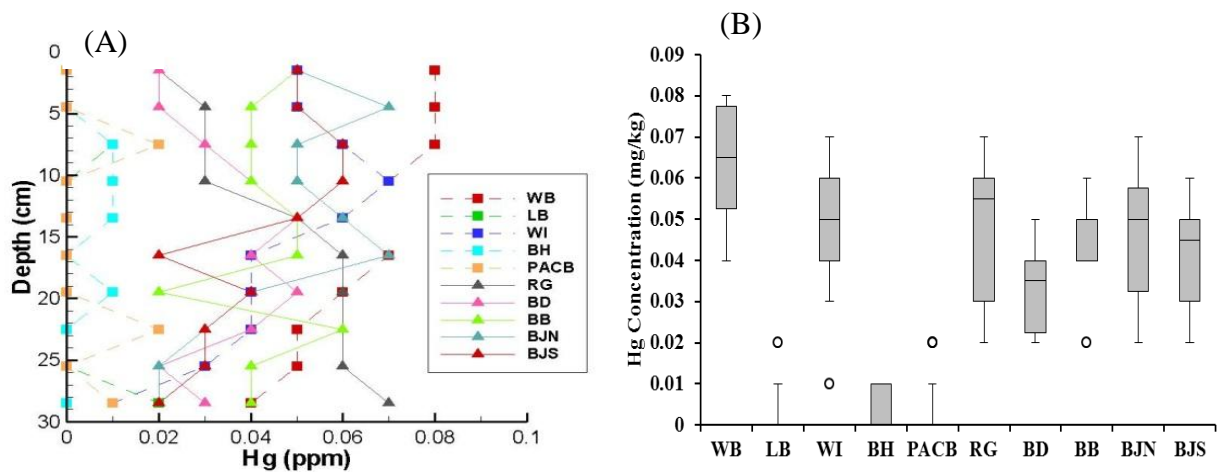 (A)
0
5
10
15
20
25
30
Depth (cm)
0
0.02
0.04
0.06
0.08
0.1
Hg (ppm)
WB
LB
WI
BH
PACB
RG
BD
BB
BJN
BJS
(B)
0.09
0.08
0.07
0.06
0.05
0.04
0.03
0.02
0.01
0
Hg Concentration (mg/kg)
WB LB WI BH PACB RG BD BB BJN BJS